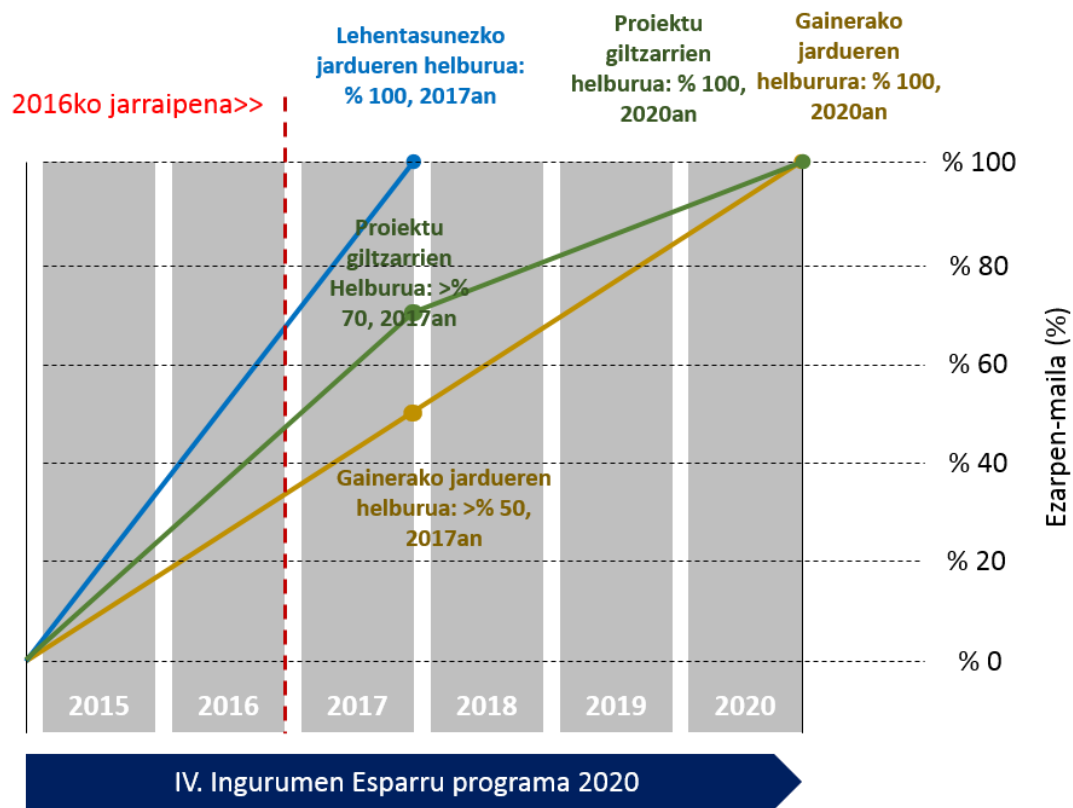 Lehentasunezko
jardueren helburua:
% 100, 2017an
Proiektu
giltzarrien
helburua: % 100,
2020an
Gainerako
jardueren
helburura: % 100,
2020an
2016ko jarraipena>>
% 100
Proiektu
giltzarrien
Helburua: >%
70, 2017an
% 80
% 60
% 40
Gainerako jardueren
helburua: >% 50,
2017an
% 20
% 0
Ezarpen-maila (%)
2015
2016
2017
2018
2019
2020
IV. Ingurumen Esparru programa 2020